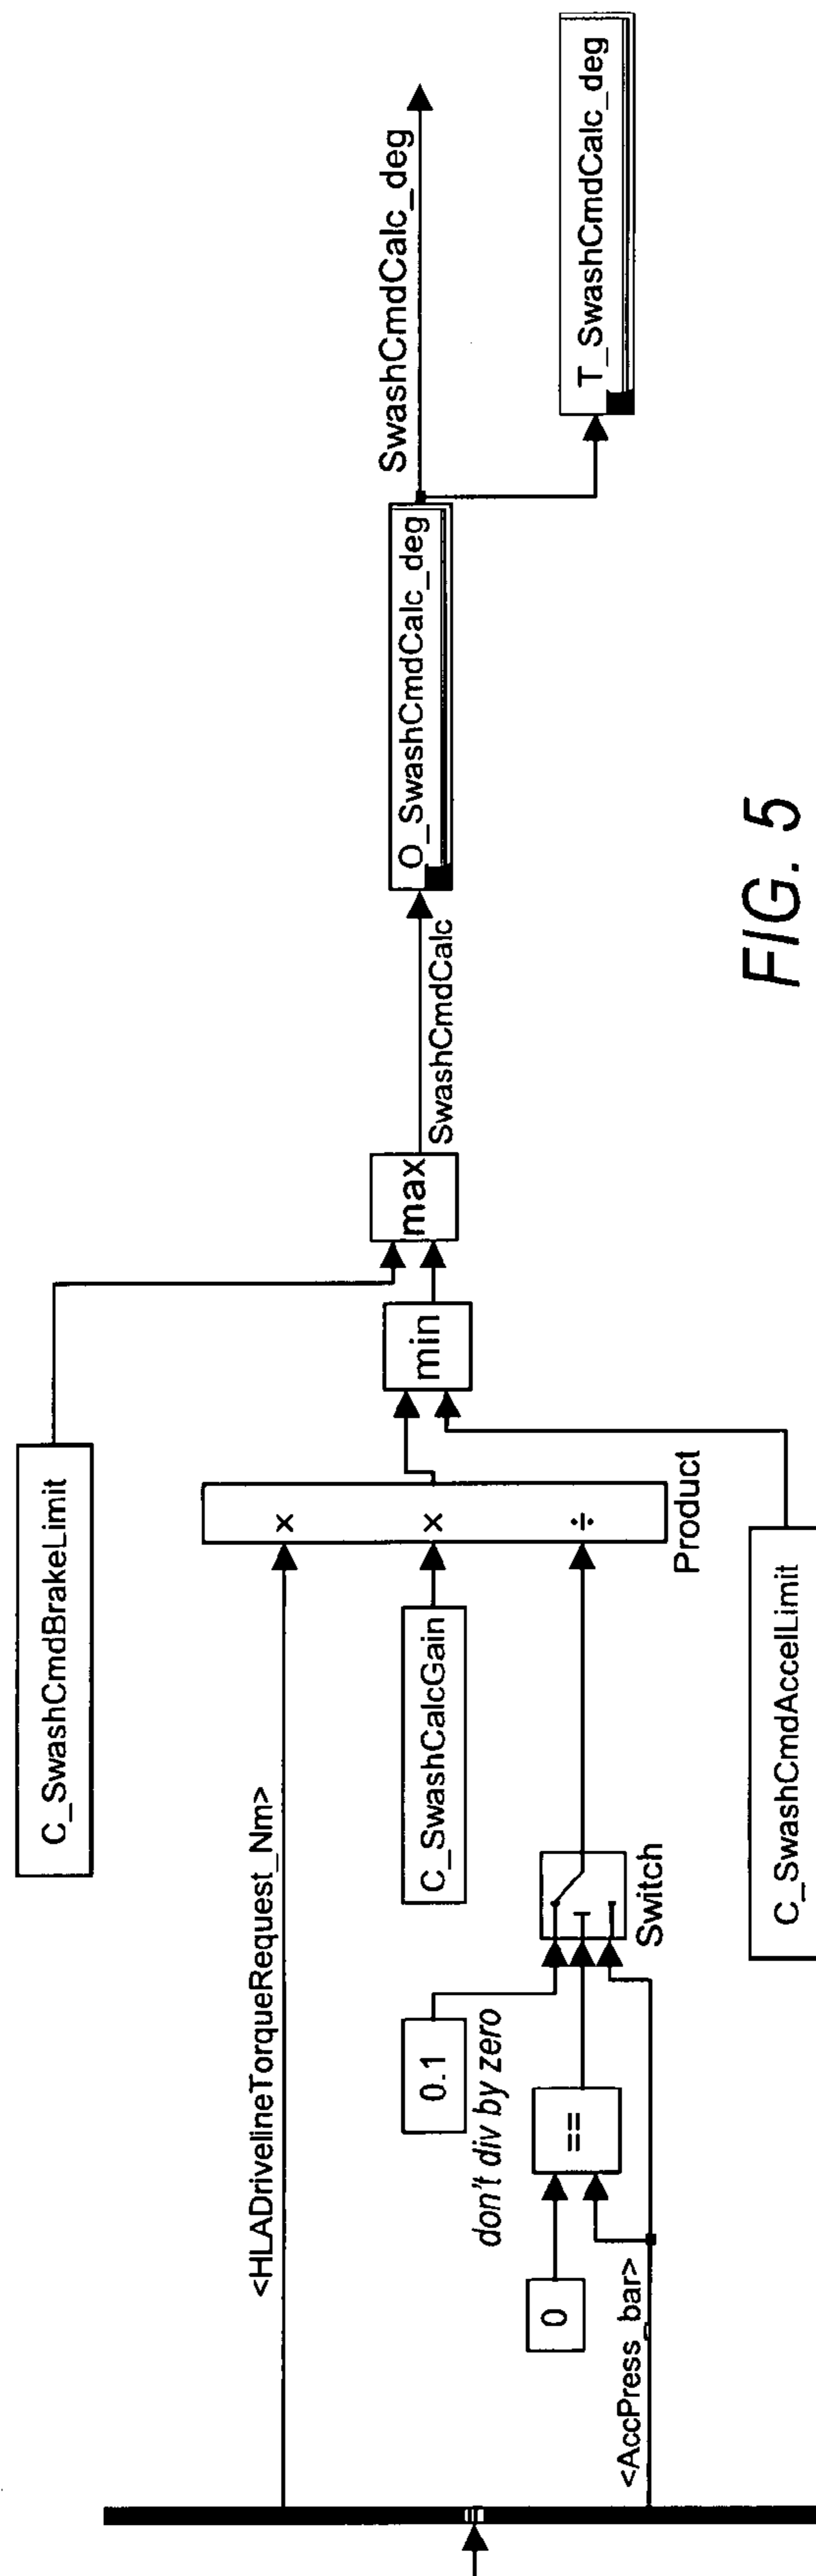 C_SwashCmdBrakeLimit
<HLADrivelineTorqueRequest_Nm>
×
C_SwashCalcGain
×
0.1
don't div by zero
0
==
Switch
÷
Product
<AccPress_bar>
C_SwashCmdAccelLimit
min
max
SwashCmdCalc
O_SwashCmdCalc_deg
SwashCmdCalc_deg
T_SwashCmdCalc_deg
FIG. 5